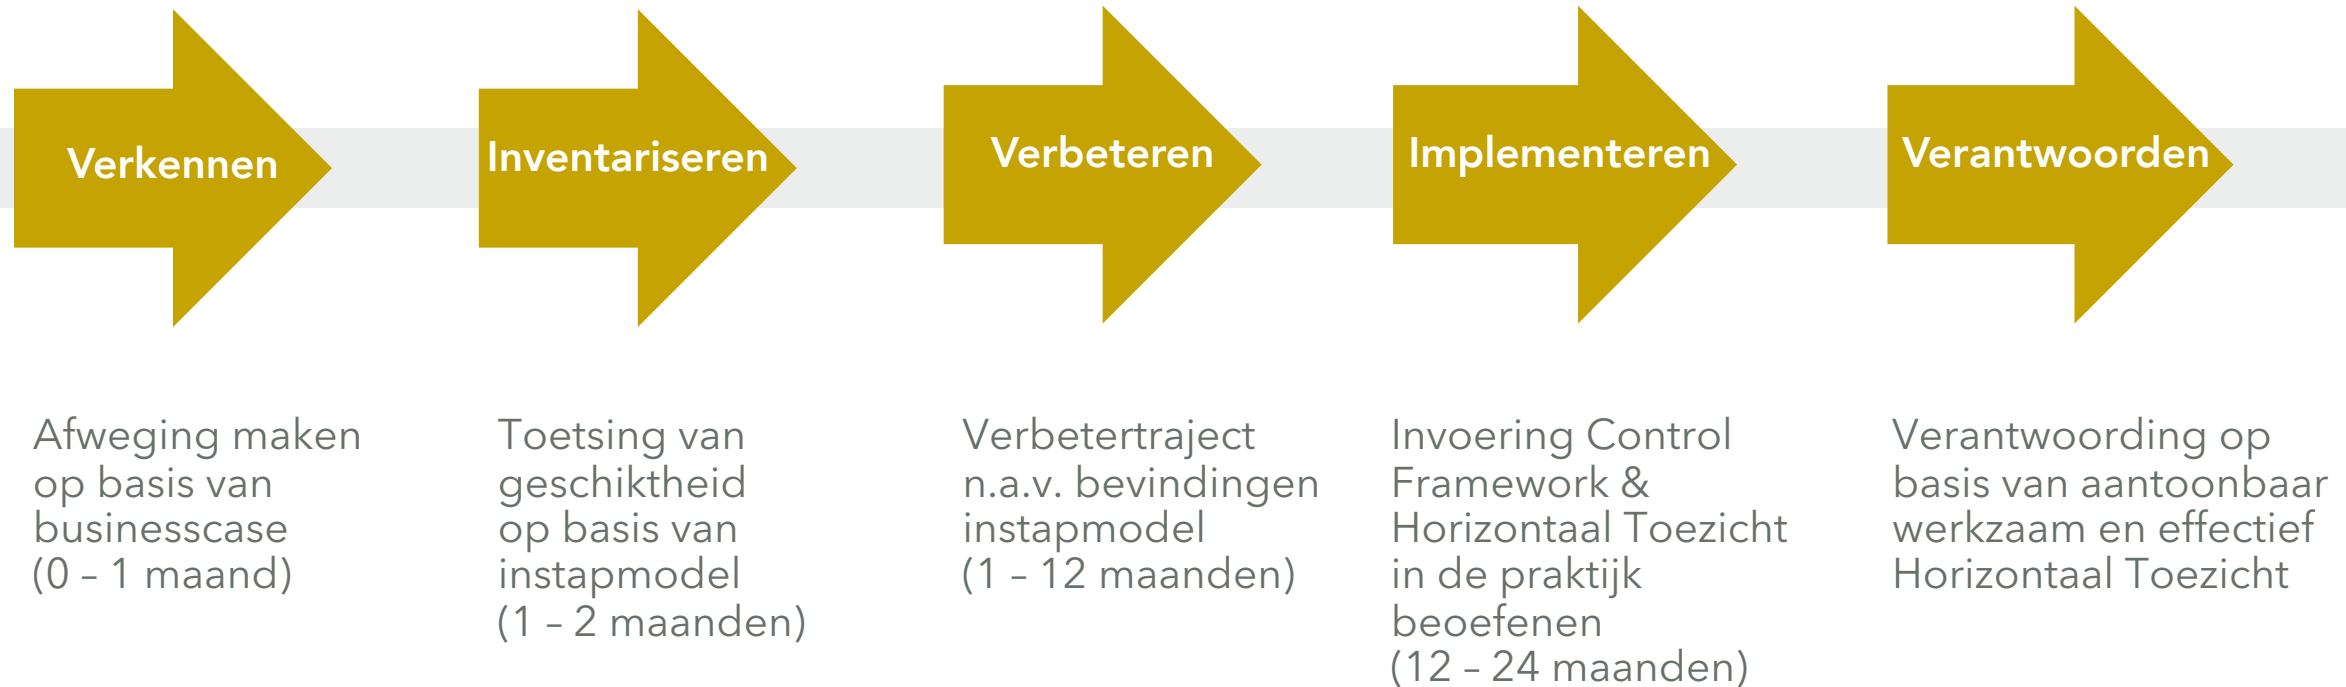 Verkennen
Inventariseren
Verbeteren
Implementeren
Verantwoorden
Afweging maken
op basis van
businesscase
(0 – 1 maand)
Toetsing van
geschiktheid
op basis van
instapmodel
(1 – 2 maanden)
Verbetertraject
n.a.v. bevindingen
instapmodel
(1 – 12 maanden)
Invoering Control
Framework &
Horizontaal Toezicht
in de praktijk
beoefenen
(12 – 24 maanden)
Verantwoording op
basis van aantoonbaar
werkzaam en effectief
Horizontaal Toezicht